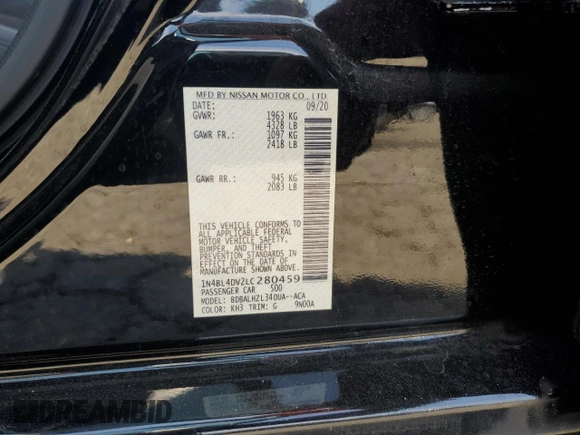 MFD BY NISSAN MOTOR CO., LTD.
DATE: 09/20
GVWR: 1963 KG
4328 LB
GAWR FR.: 1097 KG
2418 LB
GAWR RR.: 945 KG
2083 LB
THIS VEHICLE CONFORMS TO
ALL APPLICABLE FEDERAL
MOTOR VEHICLE SAFETY,
BUMPER, AND THEFT
PREVENTION STANDARDS
IN EFFECT ON THE DATE OF
MANUFACTURE SHOWN ABOVE.
1N4BL4DV2LC280459
PASSENGER CAR 500
MODEL: BDBALHZL34OUA--ACA
COLOR: KH3 TRIM: G 9N00A
DREAMBID